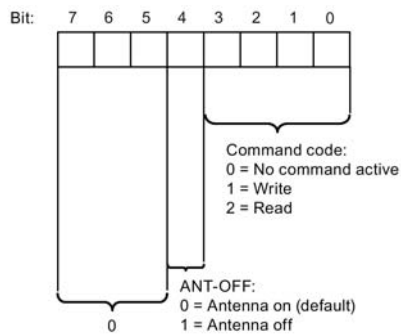 Bit: 7 6 5 4 3 2 1 0
Command code:
0 = No command active
1 = Write
2 = Read
ANT-OFF:
0 = Antenna on (default)
1 = Antenna off
0